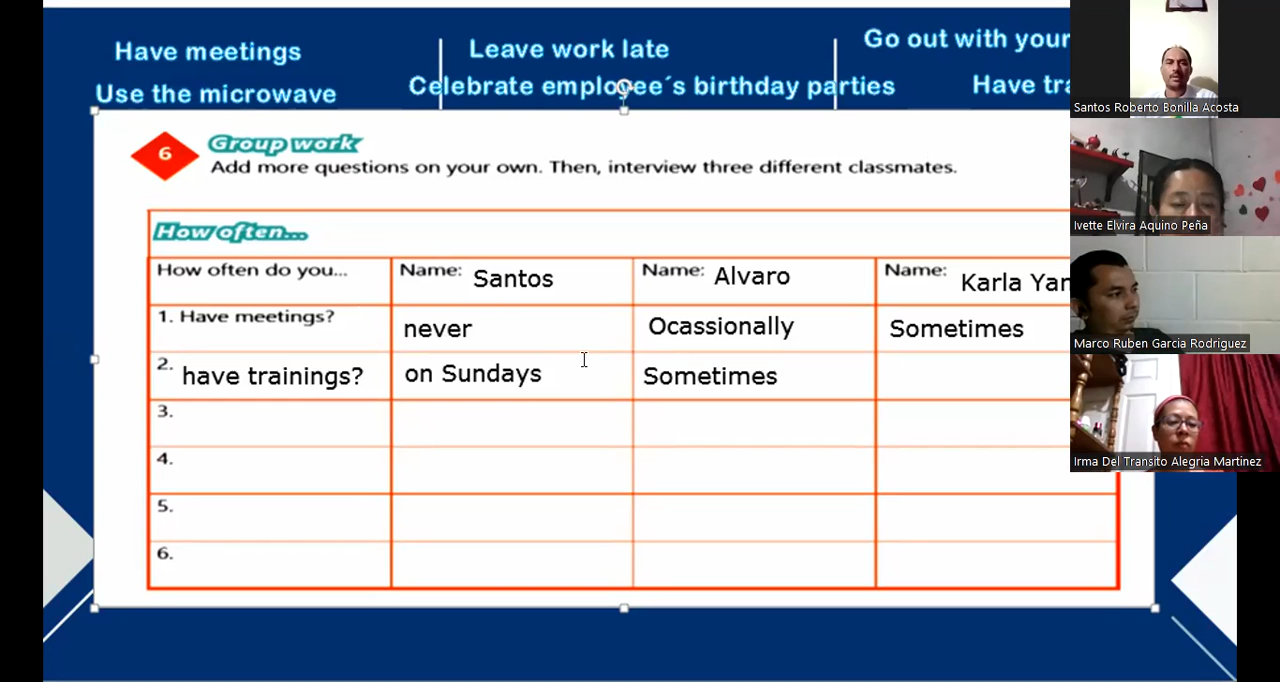 Have meetings
Leave work late
Go out with your
Use the microwave
Celebrate employee´s birthday parties
Have
6
Group work
Add more questions on your own. Then, interview three different classmates.
How often...
How often do you...
Name: Santos
Name: Alvaro
Name: Karla
1. Have meetings?
never
Ocassionally
Sometimes
2. have trainings?
on Sundays
Sometimes
3.
4.
5.
6.
Santos Roberto Bonilla Acosta
Ivette Elvira Aquino Peña
Marco Ruben Garcia Rodriguez
Irma Del Transito Alegria Martinez